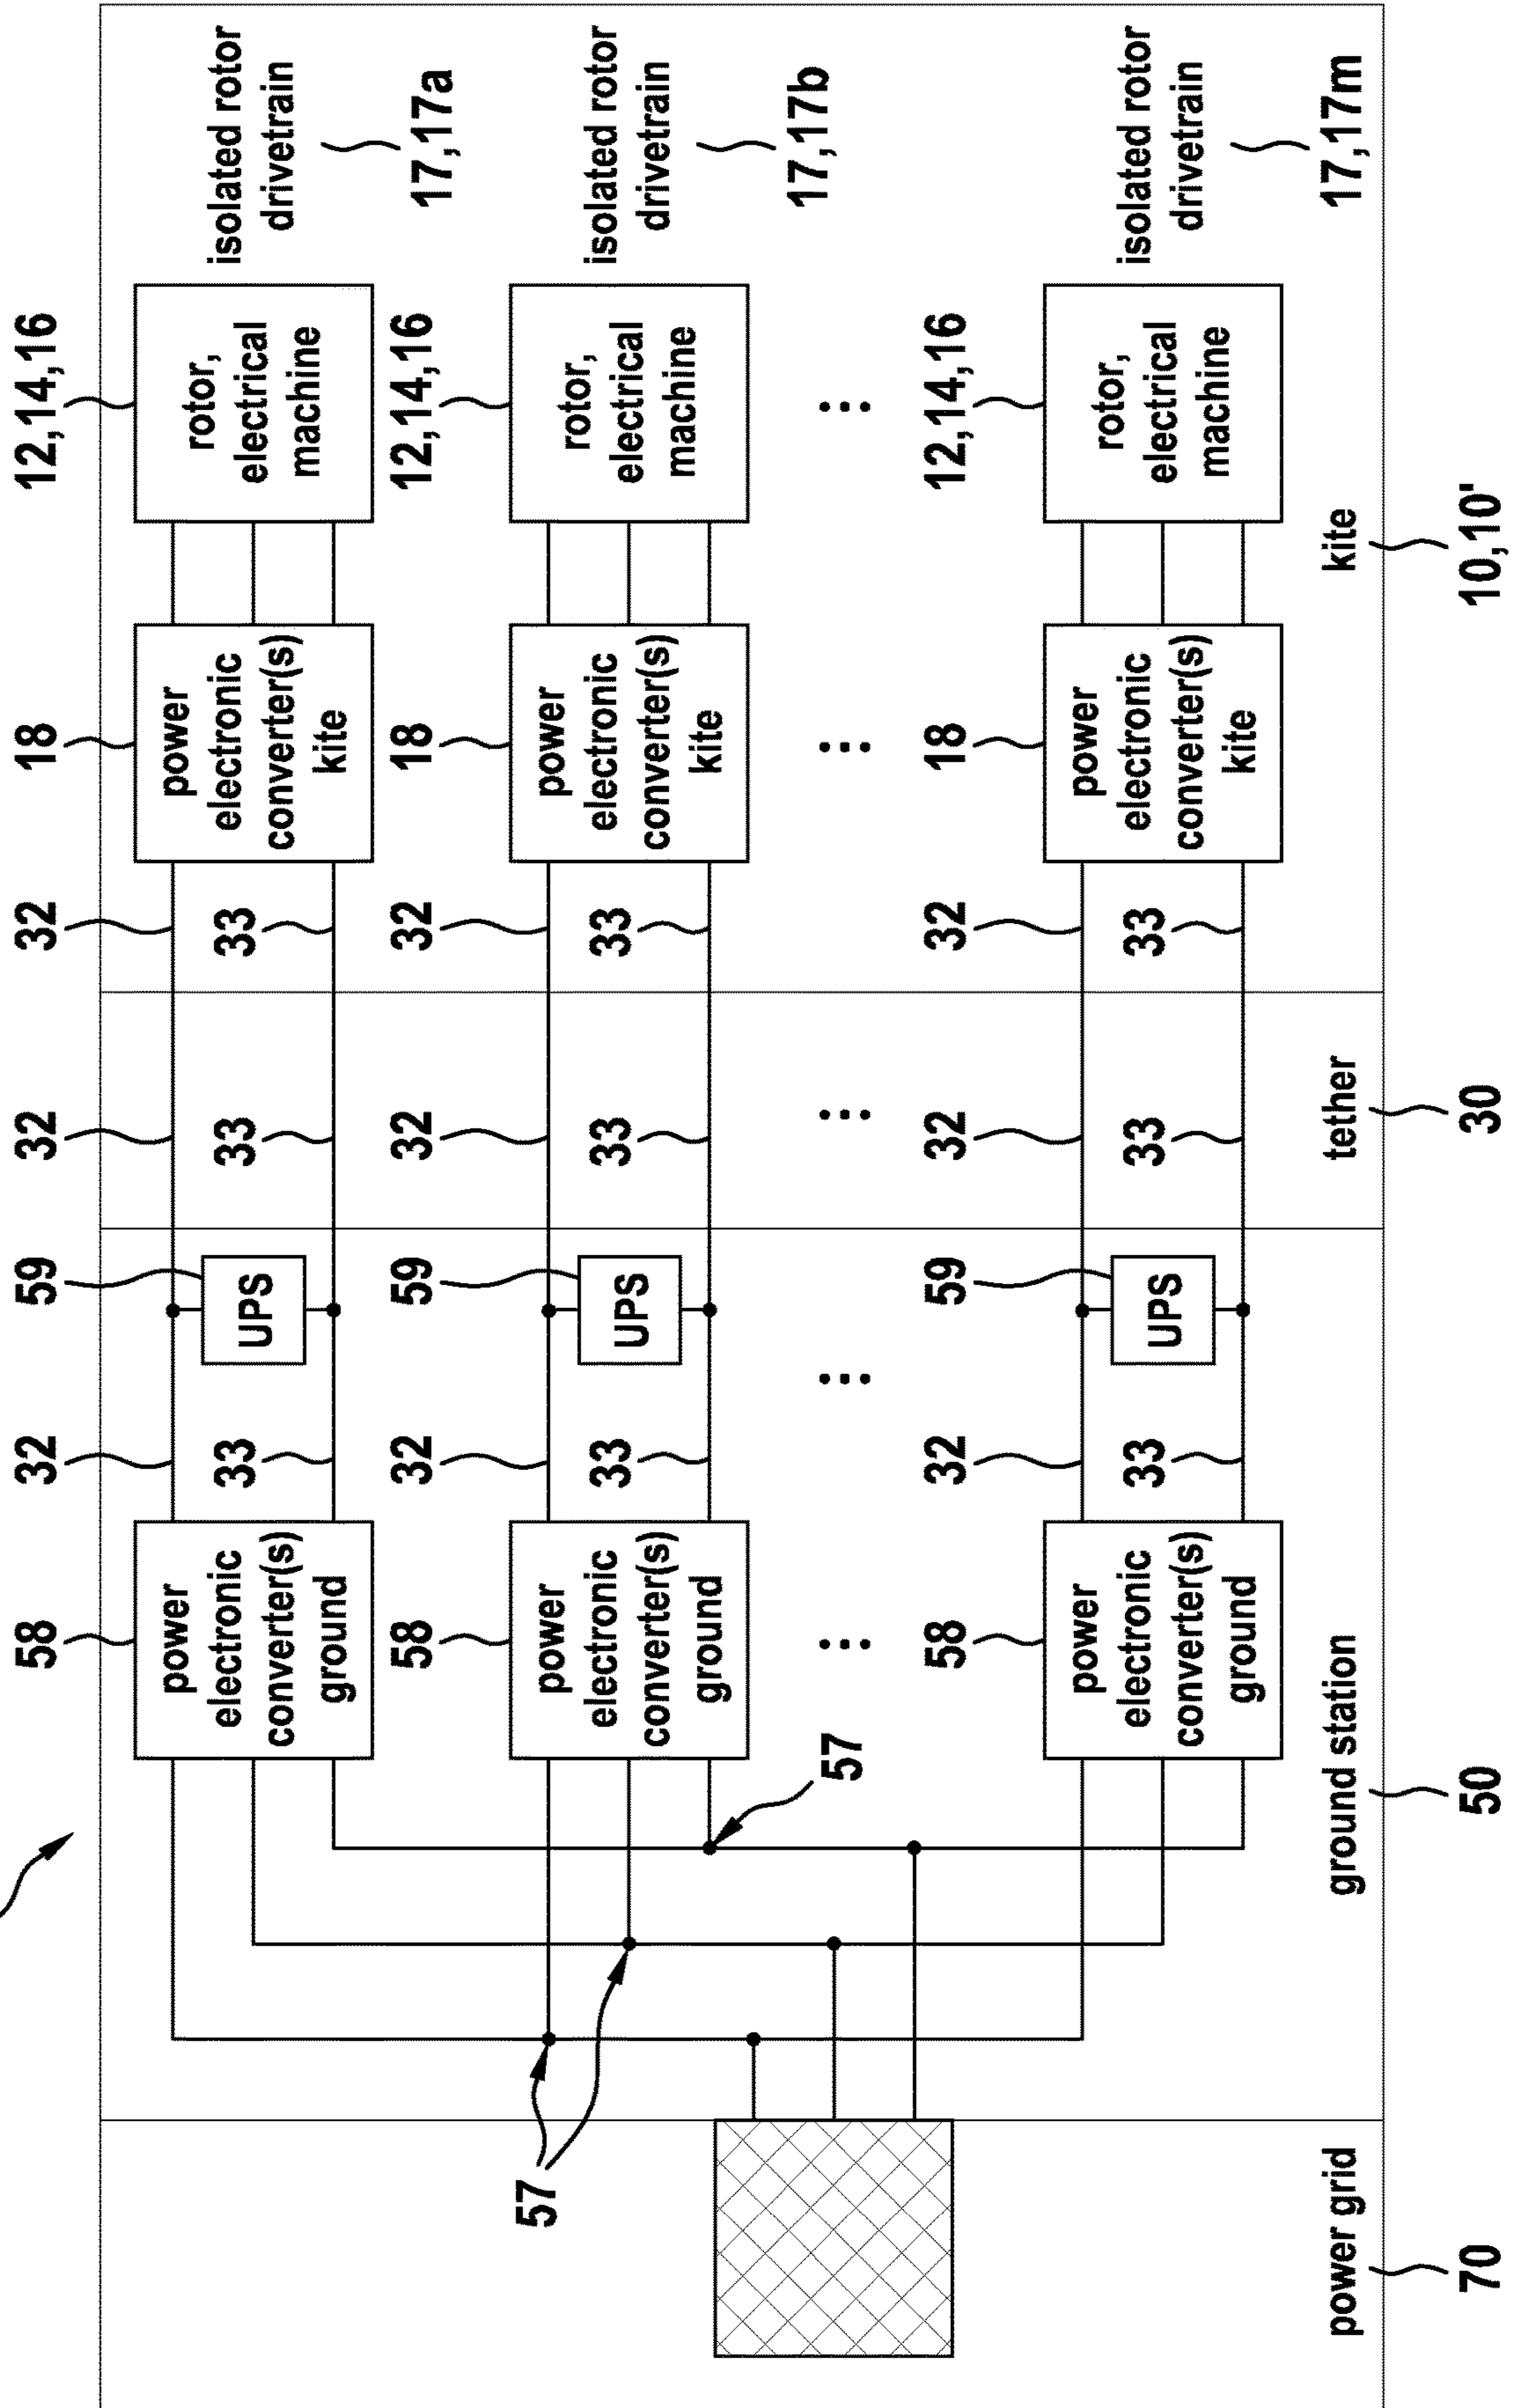 58
32
59
32
32
18
12,14,16
power
electronic
converter(s)
ground
33
UPS
33
33
power
electronic
converter(s)
kite
rotor,
electrical
machine
isolated rotor
drivetrain
17,17a
58
32
59
32
32
18
12,14,16
power
electronic
converter(s)
ground
33
UPS
33
33
power
electronic
converter(s)
kite
rotor,
electrical
machine
isolated rotor
drivetrain
17,17b
57
57
...
...
...
...
...
58
32
59
32
32
18
12,14,16
power
electronic
converter(s)
ground
33
UPS
33
33
power
electronic
converter(s)
kite
rotor,
electrical
machine
isolated rotor
drivetrain
17,17m
power grid
ground station
tether
kite
70
50
30
10,10'